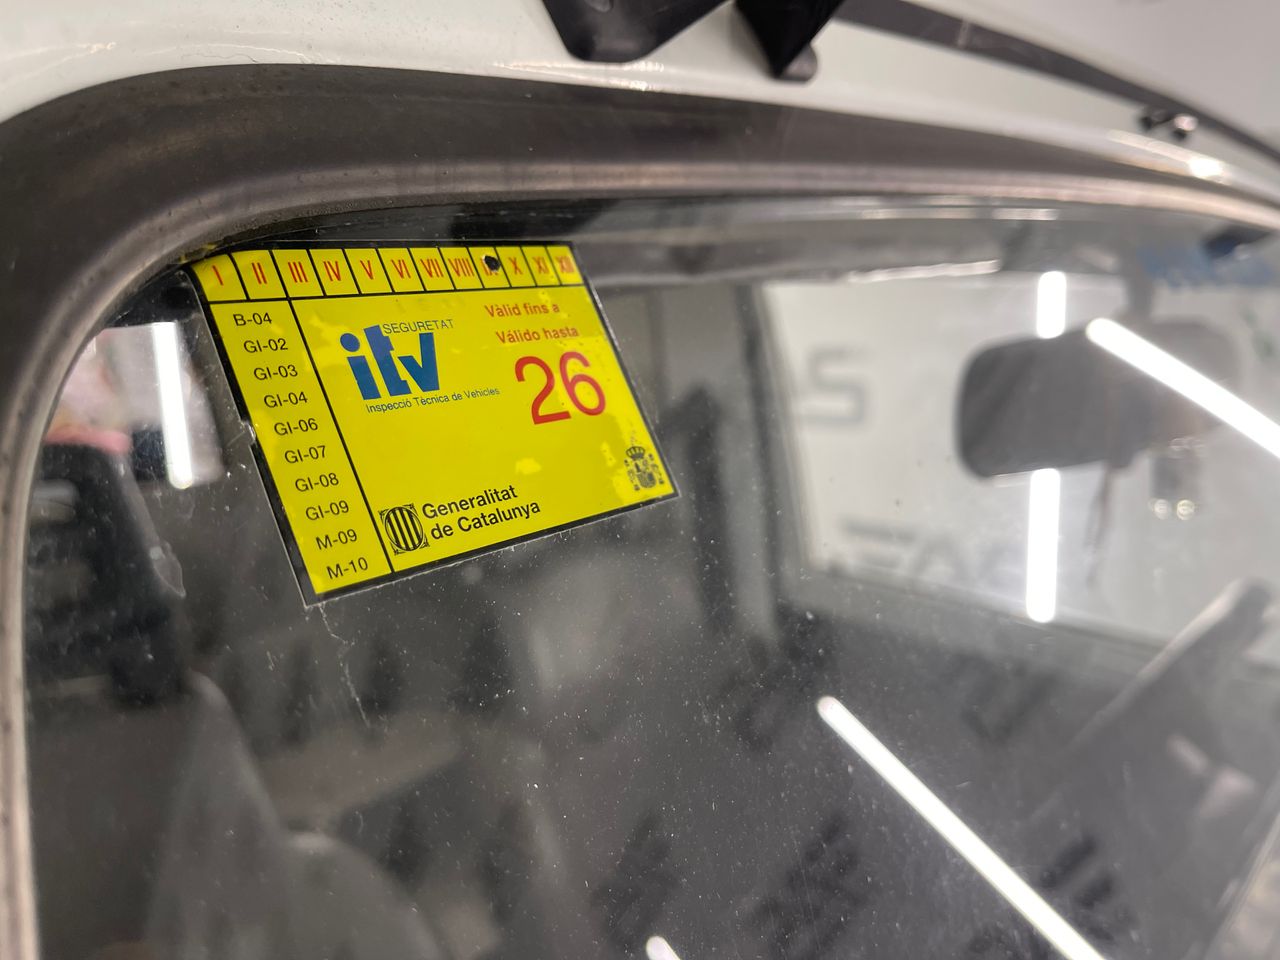 I II III IV V VI VII VIII IX X XI XII
B-04
GI-02
GI-03
GI-04
GI-06
GI-07
GI-08
GI-09
M-09
M-10
SEGURETAT
itv
Inspecció Tècnica de Vehicles
Vàlid fins a
Válido hasta
26
Generalitat
de Catalunya